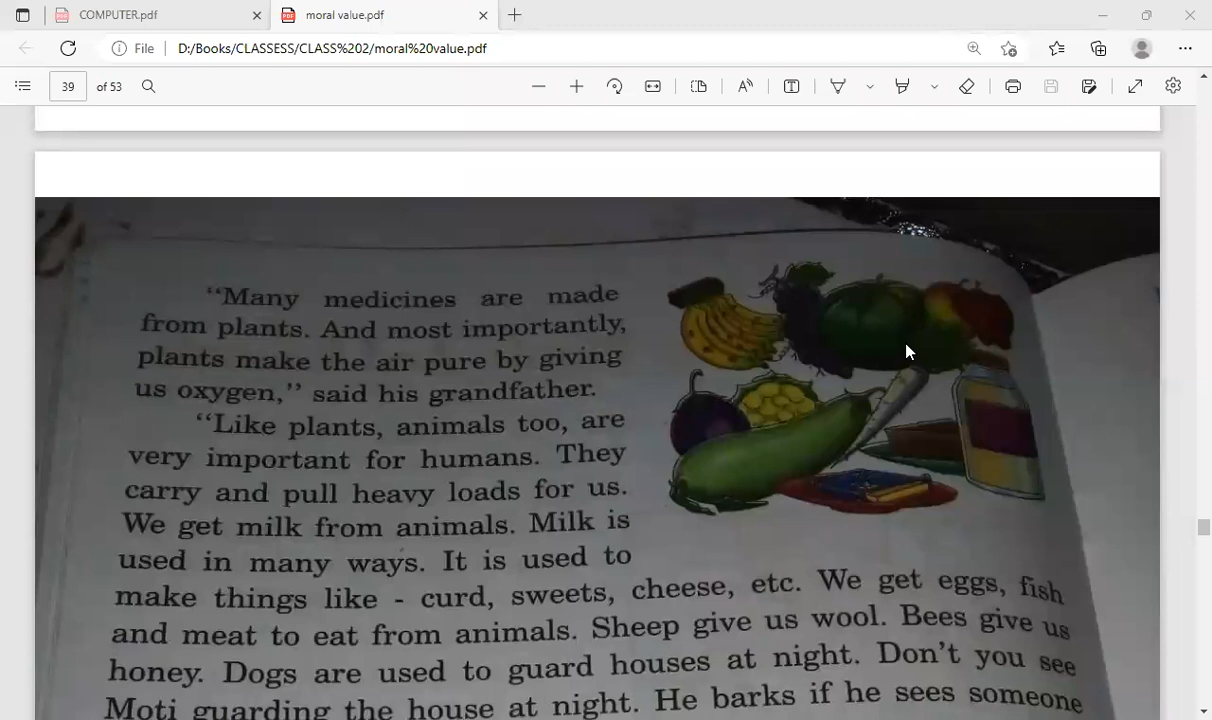 COMPUTER.pdf
moral value.pdf
File
D:/Books/CLASSESS/CLASS%202/moral%20value.pdf
39
of 53
“Many medicines are made
from plants. And most importantly,
plants make the air pure by giving
us oxygen,” said his grandfather.
“Like plants, animals too, are
very important for humans. They
carry and pull heavy loads for us.
We get milk from animals. Milk is
used in many ways. It is used to
make things like - curd, sweets, cheese, etc. We get eggs, fish
and meat to eat from animals. Sheep give us wool. Bees give us
honey. Dogs are used to guard houses at night. Don't you see
Moti guarding the house at night. He barks if he sees someone